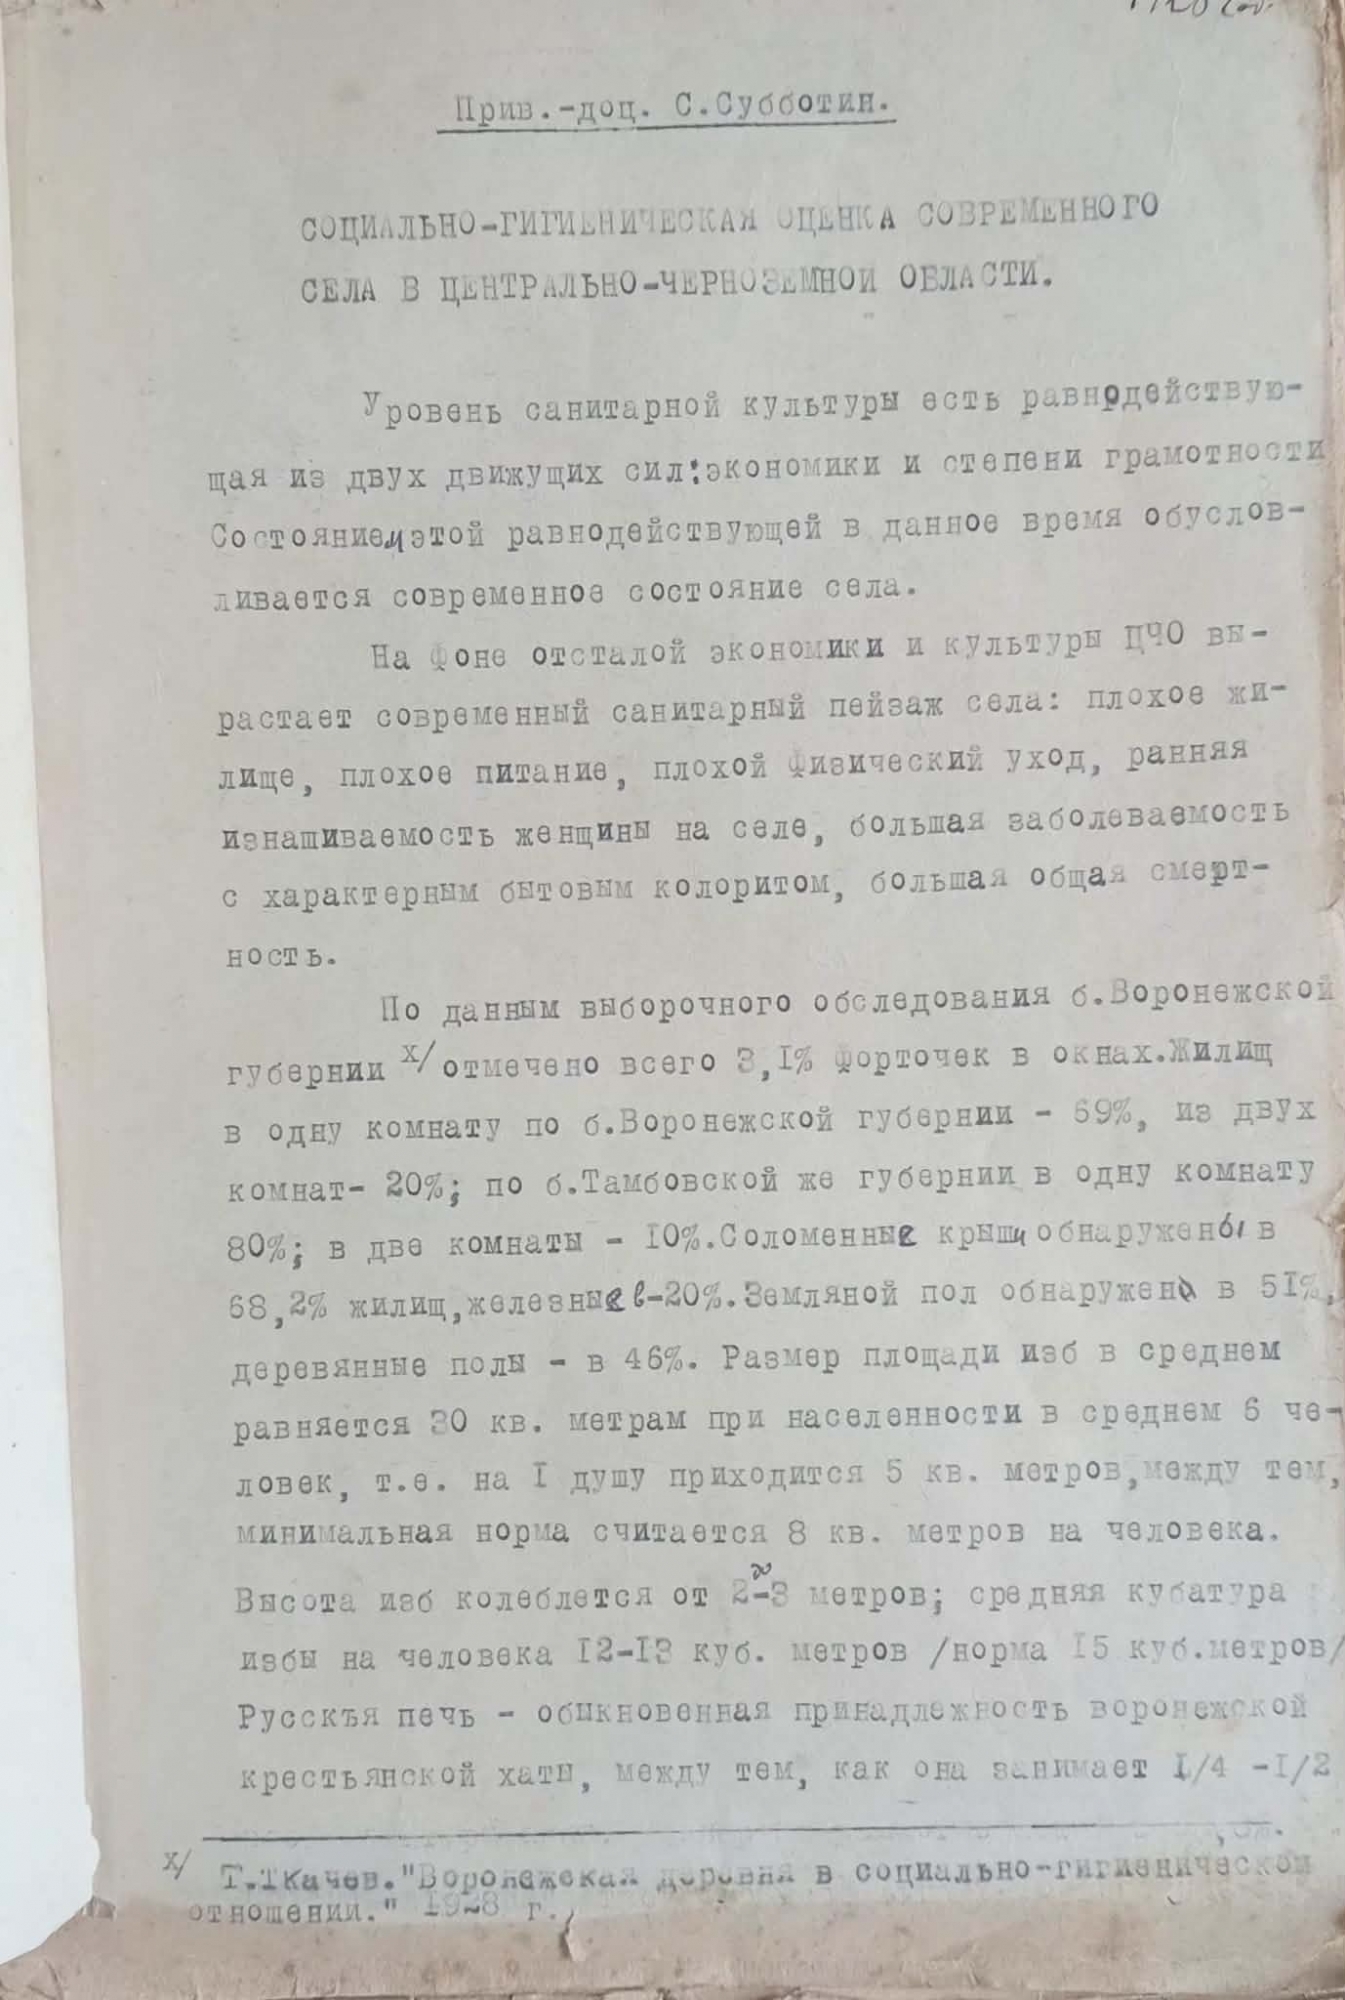 Прив.-доц. С.Субботин.
СОЦИАЛЬНО-ГИГИЕНИЧЕСКАЯ ОЦЕНКА СОВРЕМЕННОГО
СЕЛА В ЦЕНТРАЛЬНО-ЧЕРНОЗЕМНОЙ ОБЛАСТИ.
Уровень санитарной культуры есть равнодействую-
щая из двух движущих сил:экономики и степени грамотности
Состоянием этой равнодействующей в данное время обуслов-
ливается современное состояние села.
На фоне отсталой экономики и культуры ЦЧО вы-
растает современный санитарный пейзаж села: плохое жи-
лище, плохое питание, плохой физический уход, ранняя
изнашиваемость женщины на селе, большая заболеваемость
с характерным бытовым колоритом, большая общая смерт-
ность.
По данным выборочного обследования б.Воронежской
губернии х/ отмечено всего 3,1% форточек в окнах.Жилищ
в одну комнату по б.Воронежской губернии - 69%, из двух
комнат- 20%; по б.Тамбовской же губернии в одну комнату
80%; в две комнаты - 10%.Соломенные крыши обнаружены в
68,2% жилищ,железные в-20%.Земляной пол обнаружен в 51%,
деревянные полы - в 46%. Размер площади изб в среднем
равняется 30 кв. метрам при населенности в среднем 6 че-
ловек, т.е. на 1 душу приходится 5 кв. метров,между тем,
минимальная норма считается 8 кв. метров на человека.
Высота изб колеблется от 2-3 метров; средняя кубатура
избы на человека 12-13 куб. метров /норма 15 куб.метров/
Русскъя печь - обыкновенная принадлежность воронежской
крестьянской хаты, между тем, как она занимает 1/4 -1/2
х/ Т.Ткачев."Воронежская деревня в социально-гигиеническом
отношении." 1928 г.,